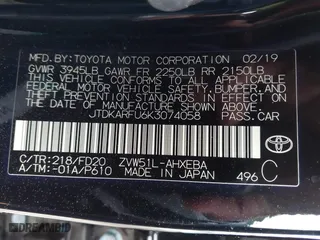 MFD. BY TOYOTA MOTOR CORPORATION 02/19
GVWR 3945LB GAWR FR 2250LB RR 2150LB
THIS VEHICLE CONFORMS TO ALL APPLICABLE
FEDERAL MOTOR VEHICLE SAFETY, BUMPER,
AND THEFT PREVENTION STANDARDS IN EFFECT
ON THE DATE OF MANUFACTURE SHOWN ABOVE.
JTDKARFU6K3074058 PASS.CAR
C/TR:218/FD20 ZVW51L-AHXEBA
A/TM:-01A/P610 MADE IN JAPAN 496 C